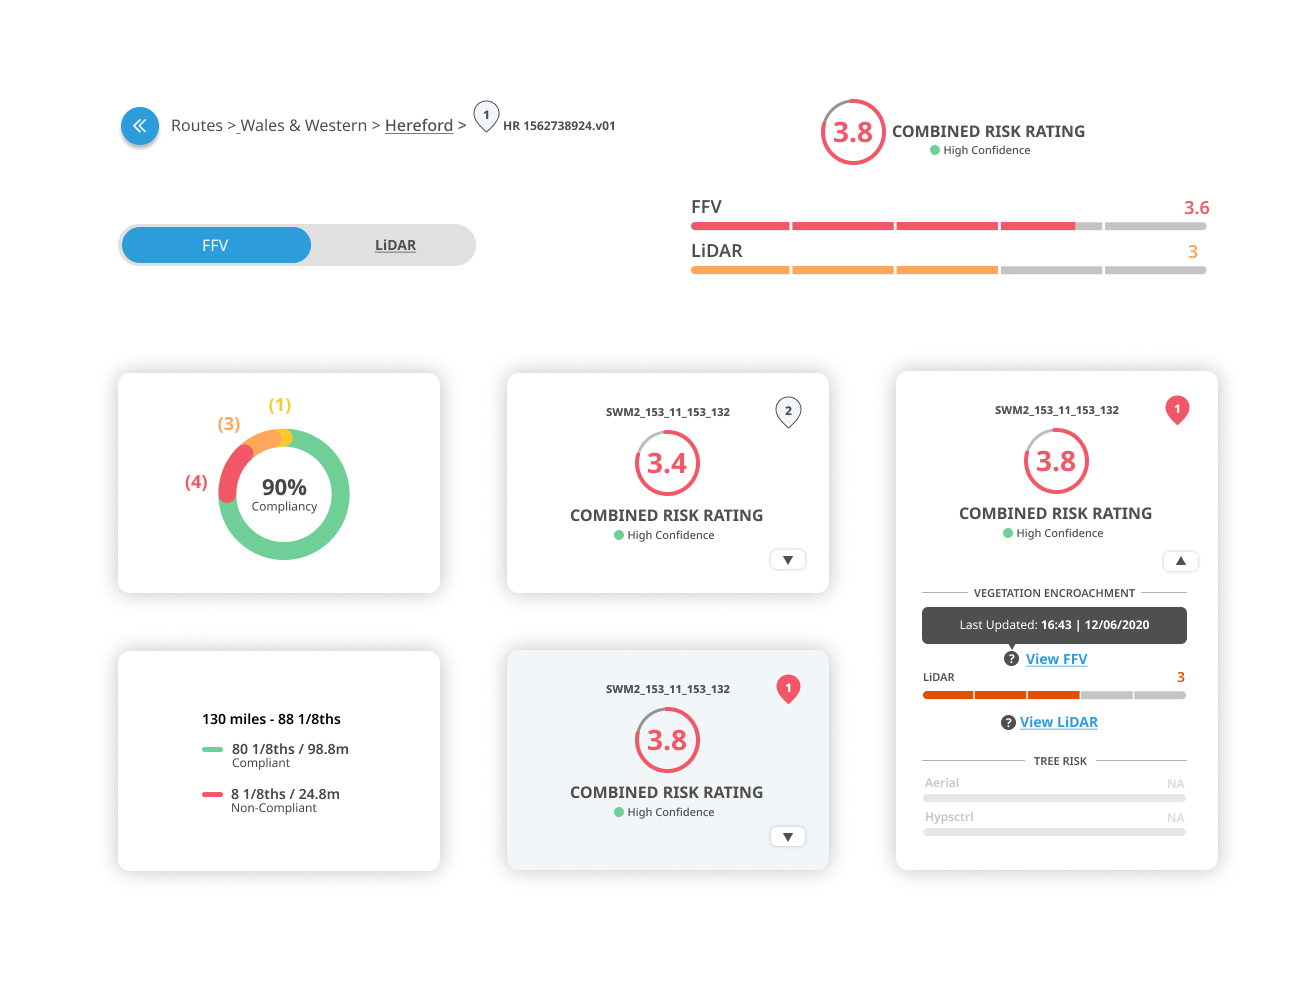 Routes > Wales & Western > Hereford > 1 HR 1562738924.v01
3.8 COMBINED RISK RATING
High Confidence
FFV LiDAR
FFV 3.6
LiDAR 3
(1)
(3)
(4)
90%
Compliancy
SWM2_153_11_153_132 2
3.4
COMBINED RISK RATING
High Confidence
▼
SWM2_153_11_153_132 1
3.8
COMBINED RISK RATING
High Confidence
▲
VEGETATION ENCROACHMENT
Last Updated: 16:43 | 12/06/2020
? View FFV
LiDAR 3
? View LiDAR
TREE RISK
Aerial NA
Hypsctrl NA
130 miles - 88 1/8ths
80 1/8ths / 98.8m
Compliant
8 1/8ths / 24.8m
Non-Compliant
SWM2_153_11_153_132 1
3.8
COMBINED RISK RATING
High Confidence
▼